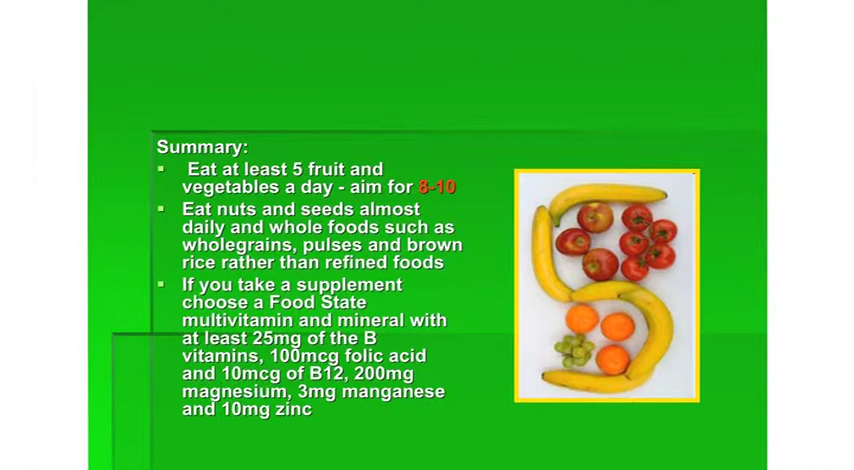 Summary:
▪ Eat at least 5 fruit and
vegetables a day - aim for 8-10
▪ Eat nuts and seeds almost
daily and whole foods such as
wholegrains, pulses and brown
rice rather than refined foods
▪ If you take a supplement
choose a Food State
multivitamin and mineral with
at least 25mg of the B
vitamins, 100mcg folic acid
and 10mcg of B12, 200mg
magnesium, 3mg manganese
and 10mg zinc